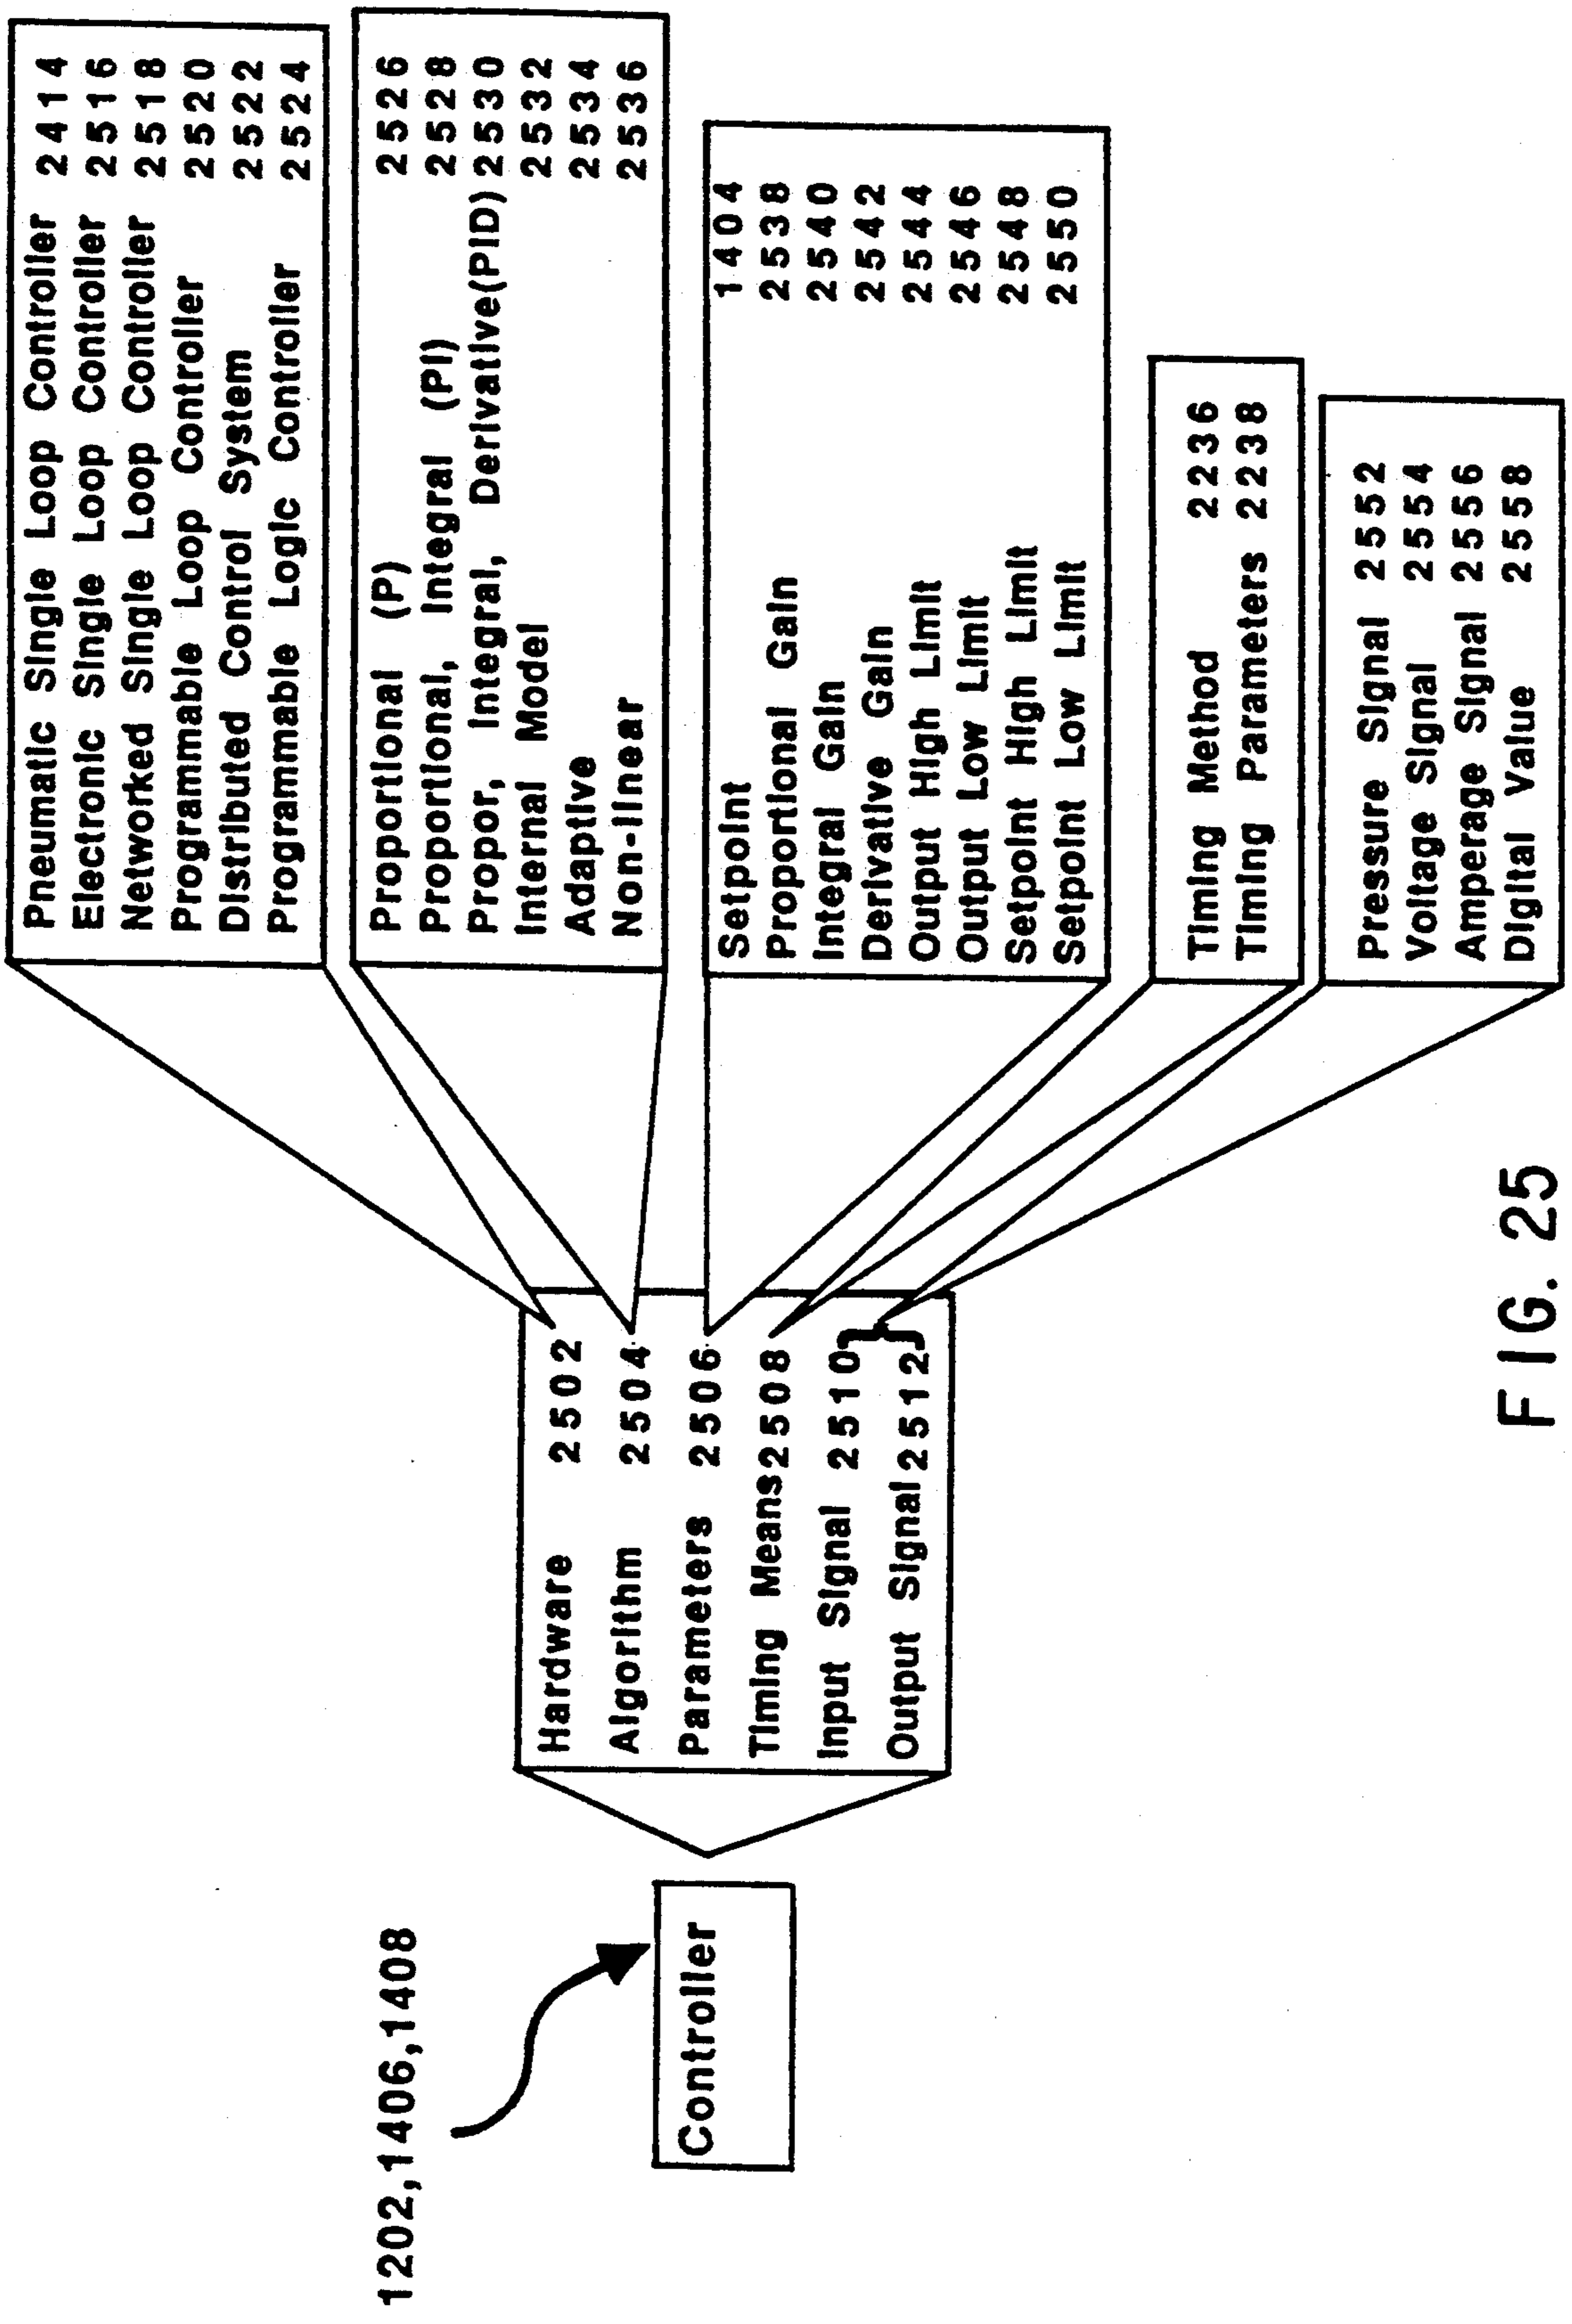 1202,1406,1408
Controller
Hardware 2502
Algorithm 2504
Parameters 2506
Timing Means 2508
Input Signal 2510
Output Signal 2512
}
Pneumatic Single Loop Controller 2414
Electronic Single Loop Controller 2516
Networked Single Loop Controller 2518
Programmable Loop Controller 2520
Distributed Control System 2522
Programmable Logic Controller 2524
Proportional (P) 2526
Proportional, Integral (PI) 2528
Propor, Integral, Derivative(PID) 2530
Internal Model 2532
Adaptive 2534
Non-linear 2536
Setpoint 1404
Proportional Gain 2538
Integral Gain 2540
Derivative Gain 2542
Output High Limit 2544
Output Low Limit 2546
Setpoint High Limit 2548
Setpoint Low Limit 2550
Timing Method 2236
Timing Parameters 2238
Pressure Signal 2552
Voltage Signal 2554
Amperage Signal 2556
Digital Value 2558
FIG. 25